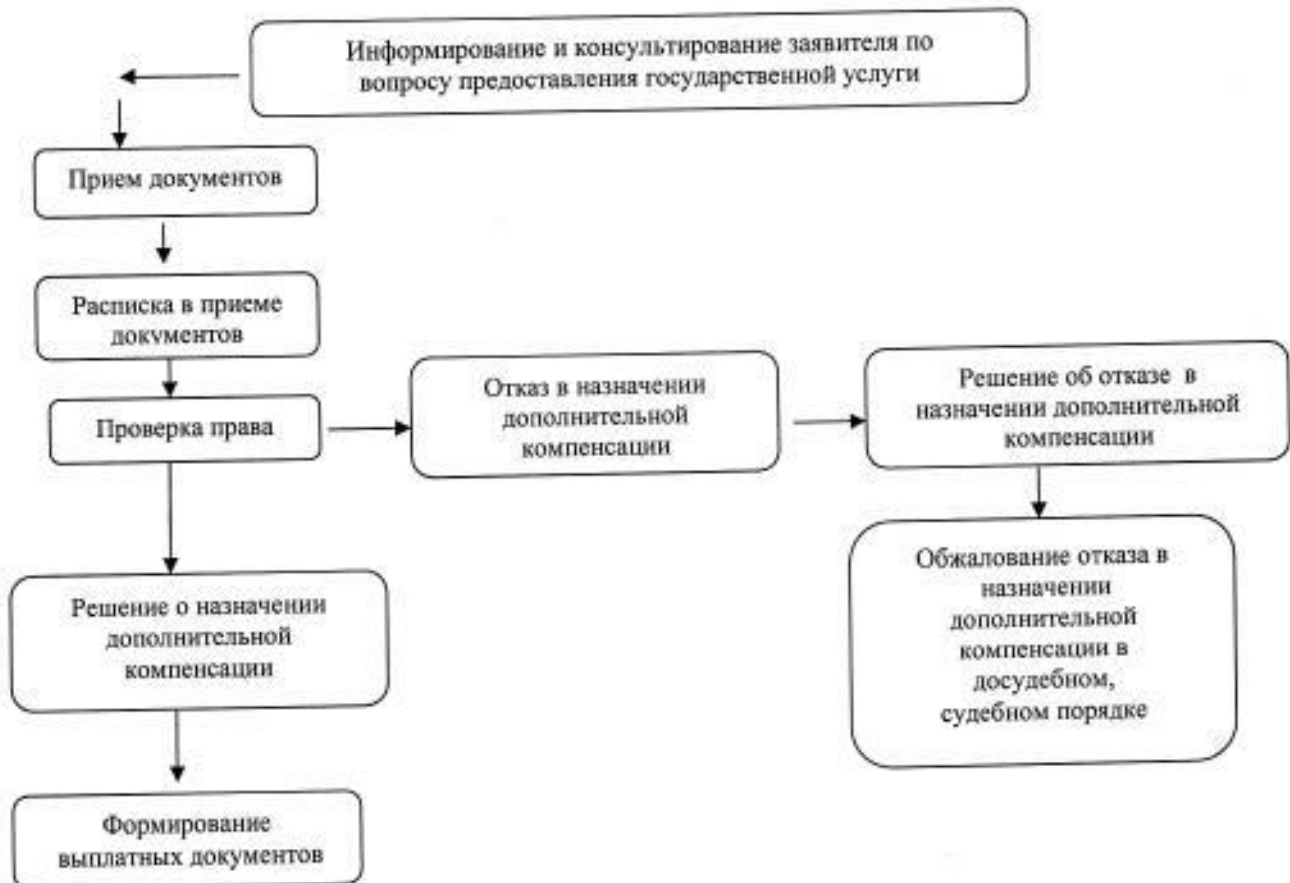 Информирование и консультирование заявителя по
вопросу предоставления государственной услуги
Прием документов
Расписка в приеме
документов
Проверка права
Отказ в назначении
дополнительной
компенсации
Решение об отказе в
назначении дополнительной
компенсации
Обжалование отказа в
назначении
дополнительной
компенсации в
досудебном,
судебном порядке
Решение о назначении
дополнительной
компенсации
Формирование
выплатных документов